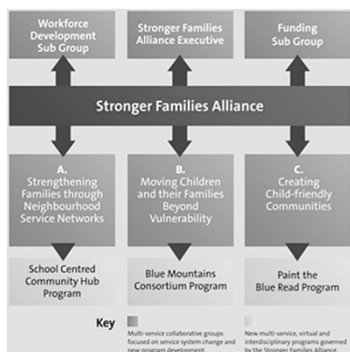 Workforce
Development
Sub Group
Stronger Families
Alliance Executive
Funding
Sub Group
Stronger Families Alliance
A.
Strengthening
Families through
Neighbourhood
Service Networks
B.
Moving Children
and their Families
Beyond
Vulnerability
C.
Creating
Child-friendly
Communities
School Centred
Community Hub
Program
Blue Mountains
Consortium Program
Paint the
Blue Read Program
Key
Multi-service collaborative groups
focused on service system change and
new program development.
New multi-service, virtual and
interdisciplinary programs governed
by the Stronger Families Alliance.